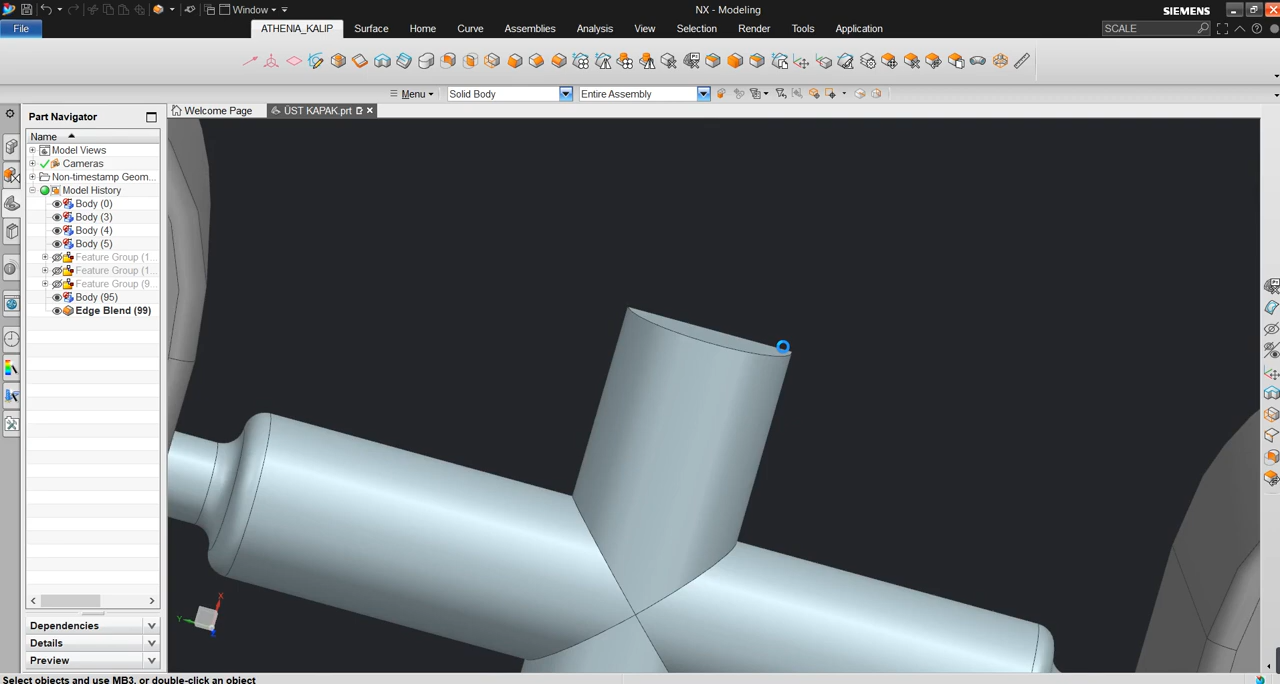 Window
NX - Modeling
SIEMENS
File
ATHENIA_KALIP
Surface
Home
Curve
Assemblies
Analysis
View
Selection
Render
Tools
Application
SCALE
Menu
Solid Body
Entire Assembly
Part Navigator
Welcome Page
ÜST KAPAK.prt
Name
Model Views
Cameras
Non-timestamp Geom...
Model History
Body (0)
Body (3)
Body (4)
Body (5)
Feature Group (1...
Feature Group (1...
Feature Group (9...
Body (95)
Edge Blend (99)
X
Y
Z
Dependencies
Details
Preview
Select objects and use MB3, or double-click an object